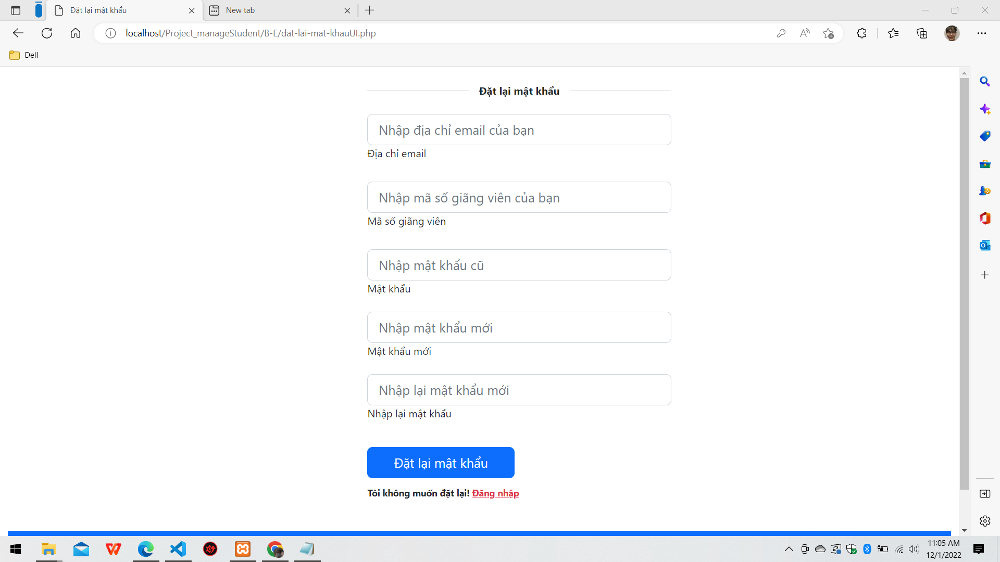 Đặt lại mật khẩu
New tab
localhost/Project_manageStudent/B-E/dat-lai-mat-khauUI.php
Dell
Đặt lại mật khẩu
Nhập địa chỉ email của bạn
Địa chỉ email
Nhập mã số giãng viên của bạn
Mã số giãng viên
Nhập mật khẩu cũ
Mật khẩu
Nhập mật khẩu mới
Mật khẩu mới
Nhập lại mật khẩu mới
Nhập lại mật khẩu
Đặt lại mật khẩu
Tôi không muốn đặt lại! Đăng nhập
11:05 AM
12/1/2022